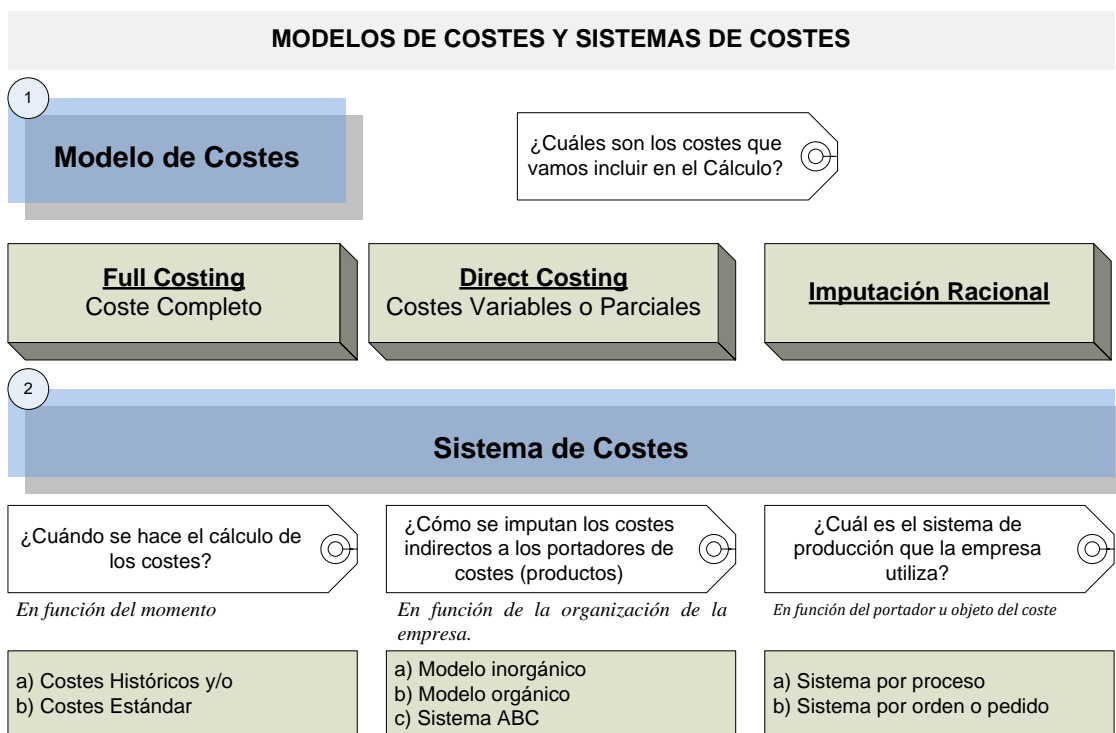 MODELOS DE COSTES Y SISTEMAS DE COSTES
1
Modelo de Costes
¿Cuáles son los costes que
vamos incluir en el Cálculo?
Full Costing
Coste Completo
Direct Costing
Costes Variables o Parciales
Imputación Racional
2
Sistema de Costes
¿Cuándo se hace el cálculo de
los costes?
En función del momento
a) Costes Históricos y/o
b) Costes Estándar
¿Cómo se imputan los costes
indirectos a los portadores de
costes (productos)
En función de la organización de la
empresa.
a) Modelo inorgánico
b) Modelo orgánico
c) Sistema ABC
¿Cuál es el sistema de
producción que la empresa
utiliza?
En función del portador u objeto del coste
a) Sistema por proceso
b) Sistema por orden o pedido